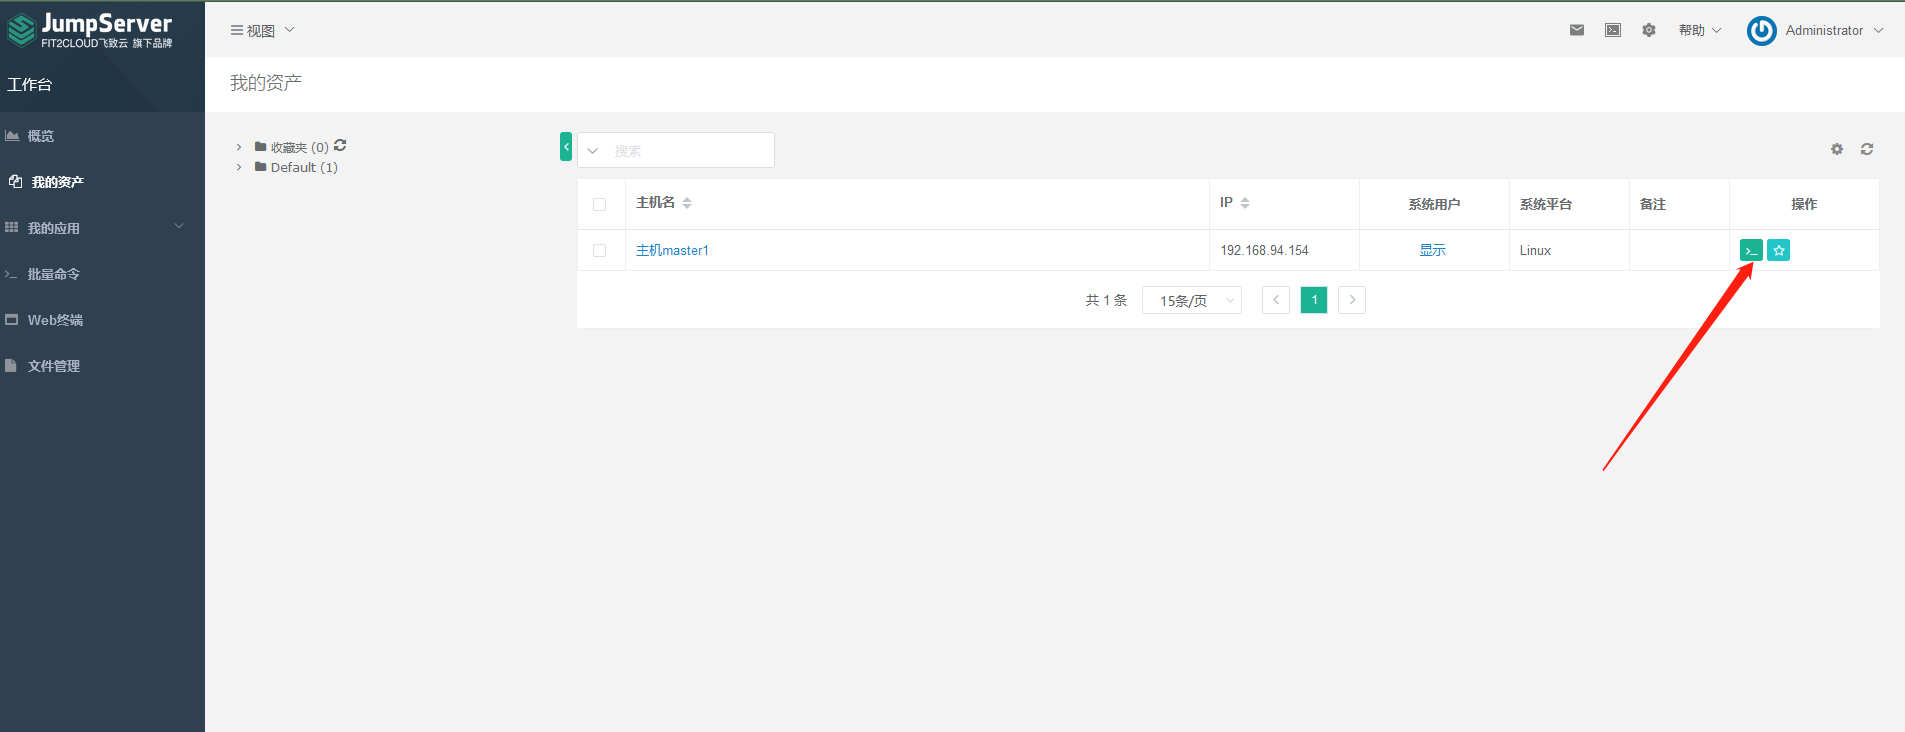 JumpServer
FIT2CLOUD飞致云 旗下品牌
工作台
概览
我的资产
我的应用
批量命令
Web终端
文件管理
视图
帮助
Administrator
我的资产
收藏夹 (0)
Default (1)
搜索
主机名 IP 系统用户 系统平台 备注 操作
主机master1 192.168.94.154 显示 Linux
共 1 条 15条/页 1